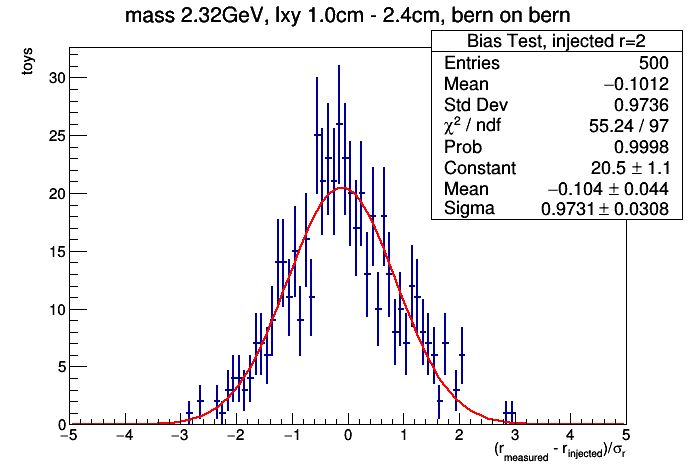 mass 2.32GeV, lxy 1.0cm - 2.4cm, bern on bern
Bias Test, injected r=2
Entries 500
Mean −0.1012
Std Dev 0.9736
χ² / ndf 55.24 / 97
Prob 0.9998
Constant 20.5 ± 1.1
Mean −0.104 ± 0.044
Sigma 0.9731 ± 0.0308
toys
30
25
20
15
10
5
0
−5 −4 −3 −2 −1 0 1 2 3 4 5
(r_measured - r_injected)/σ_r